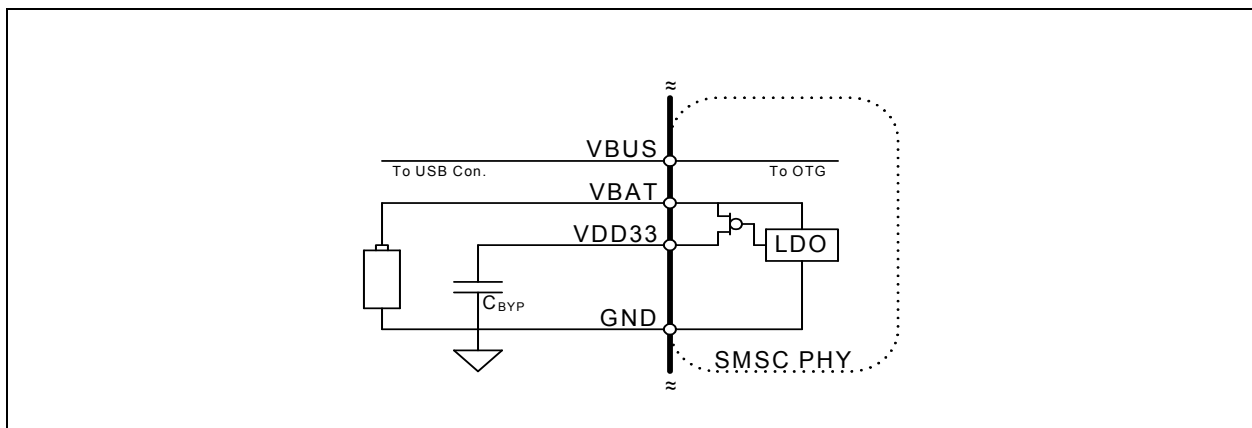 VBUS
To USB Con.
To OTG
VBAT
VDD33
LDO
CBYP
GND
SMSC PHY